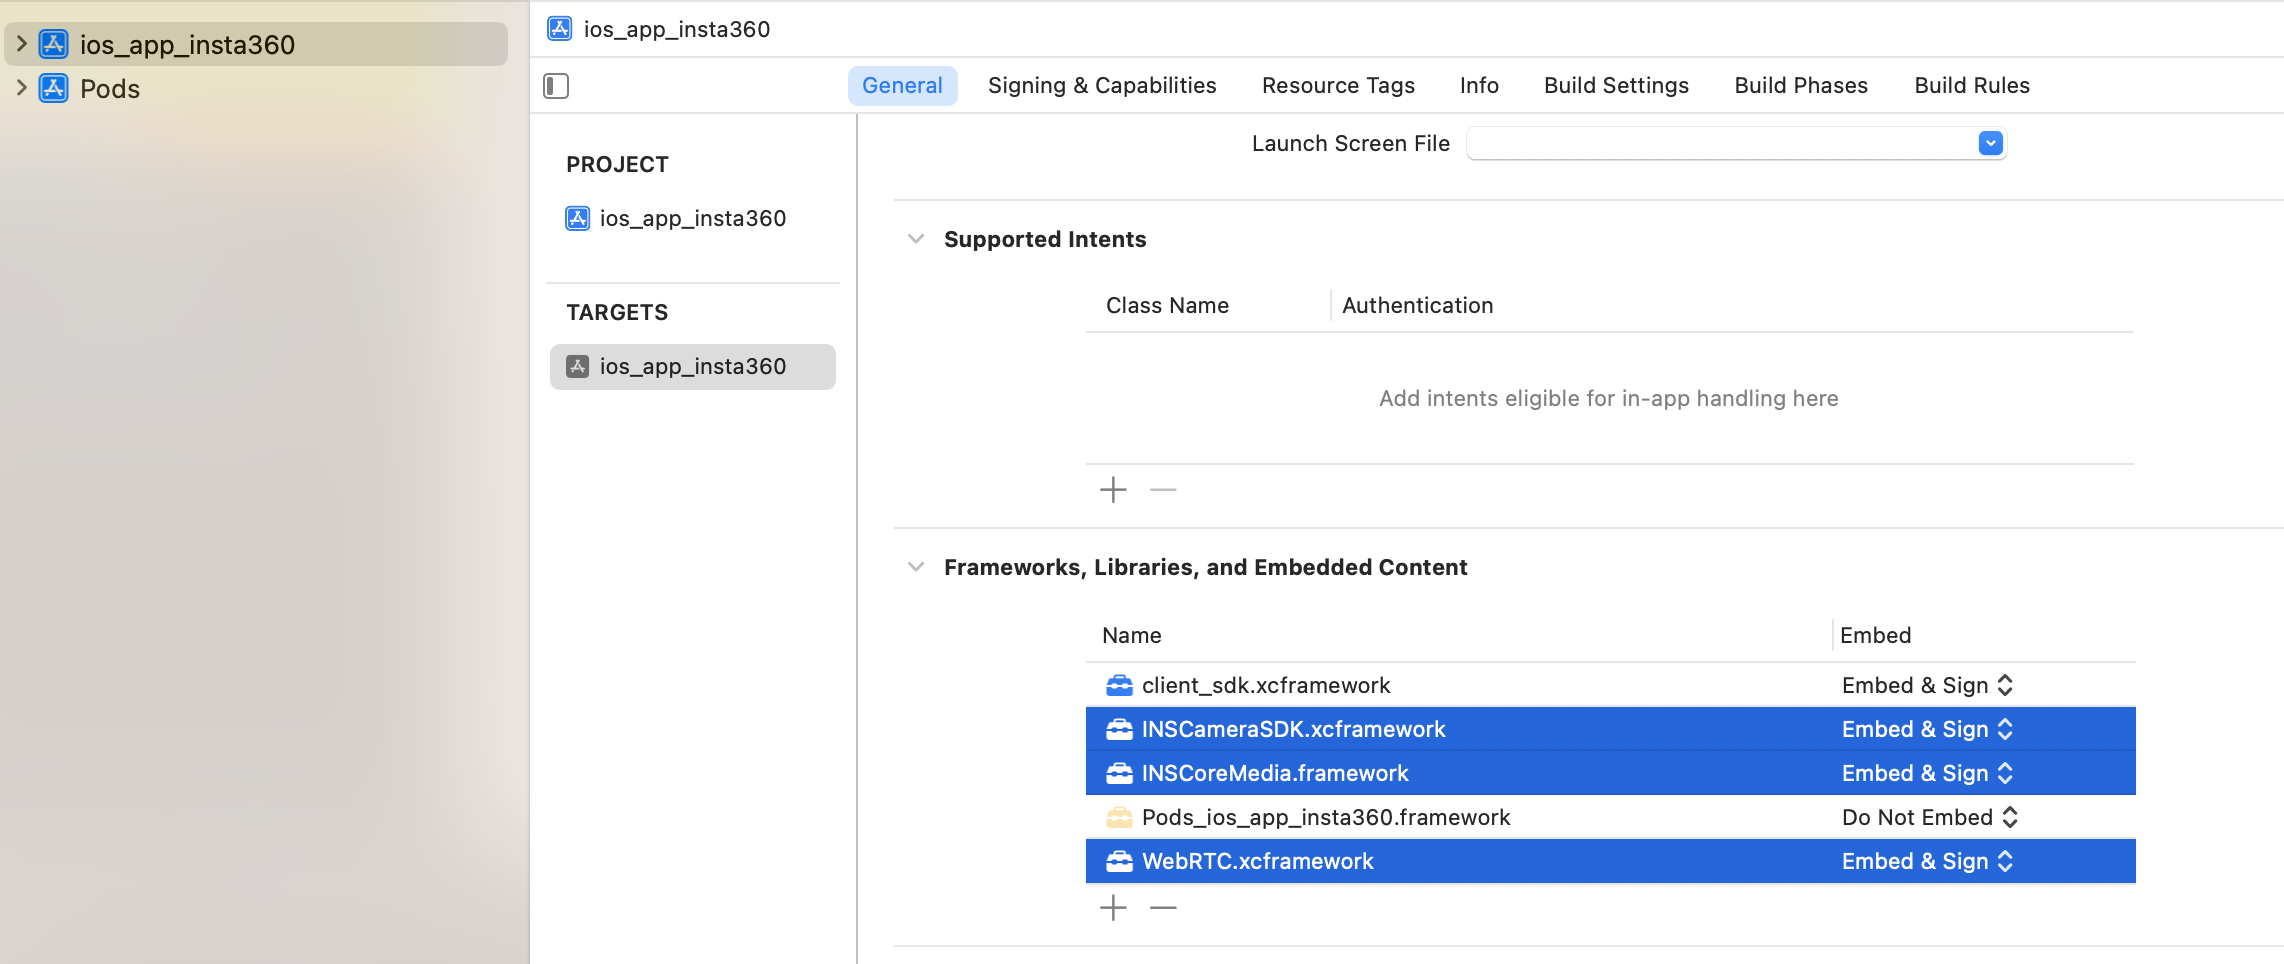 ios_app_insta360
Pods
ios_app_insta360
General Signing & Capabilities Resource Tags Info Build Settings Build Phases Build Rules
PROJECT
ios_app_insta360
TARGETS
ios_app_insta360
Launch Screen File
Supported Intents
Class Name Authentication
Add intents eligible for in-app handling here
Frameworks, Libraries, and Embedded Content
Name Embed
client_sdk.xcframework Embed & Sign
INSCameraSDK.xcframework Embed & Sign
INSCoreMedia.framework Embed & Sign
Pods_ios_app_insta360.framework Do Not Embed
WebRTC.xcframework Embed & Sign